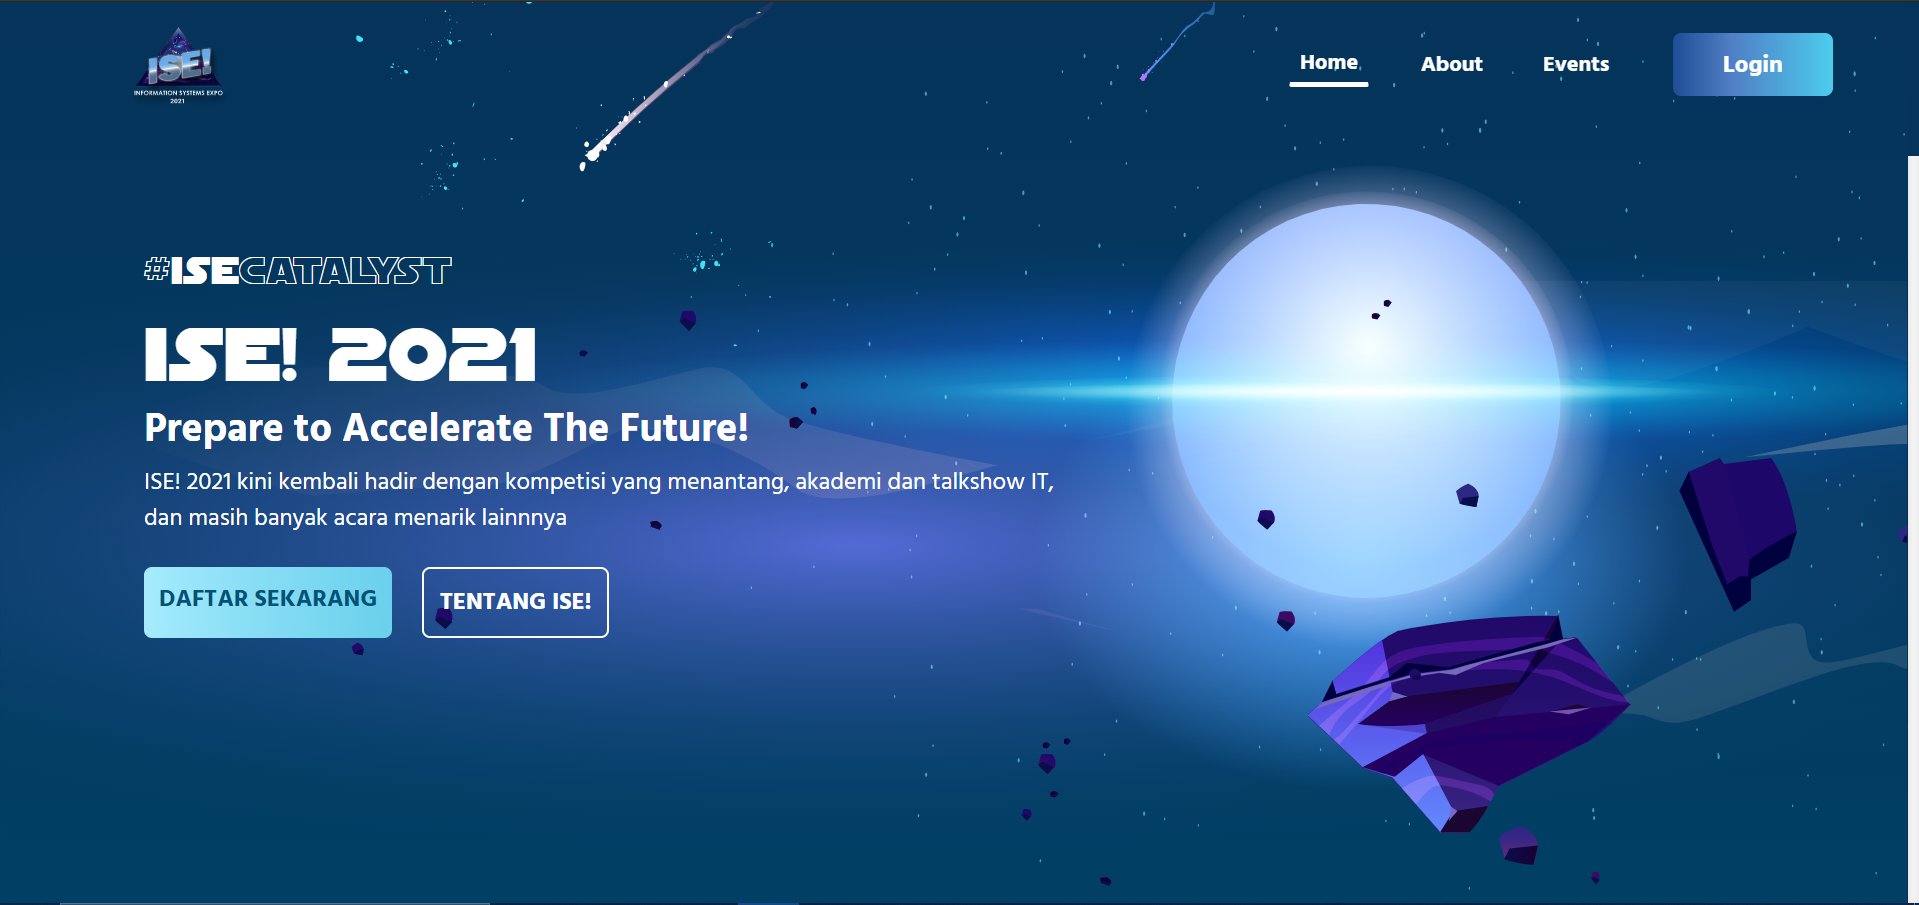 ISE!
INFORMATION SYSTEMS EXPO
2021
Home
About
Events
Login
#ISECATALYST
ISE! 2021
Prepare to Accelerate The Future!
ISE! 2021 kini kembali hadir dengan kompetisi yang menantang, akademi dan talkshow IT,
dan masih banyak acara menarik lainnnya
DAFTAR SEKARANG
TENTANG ISE!